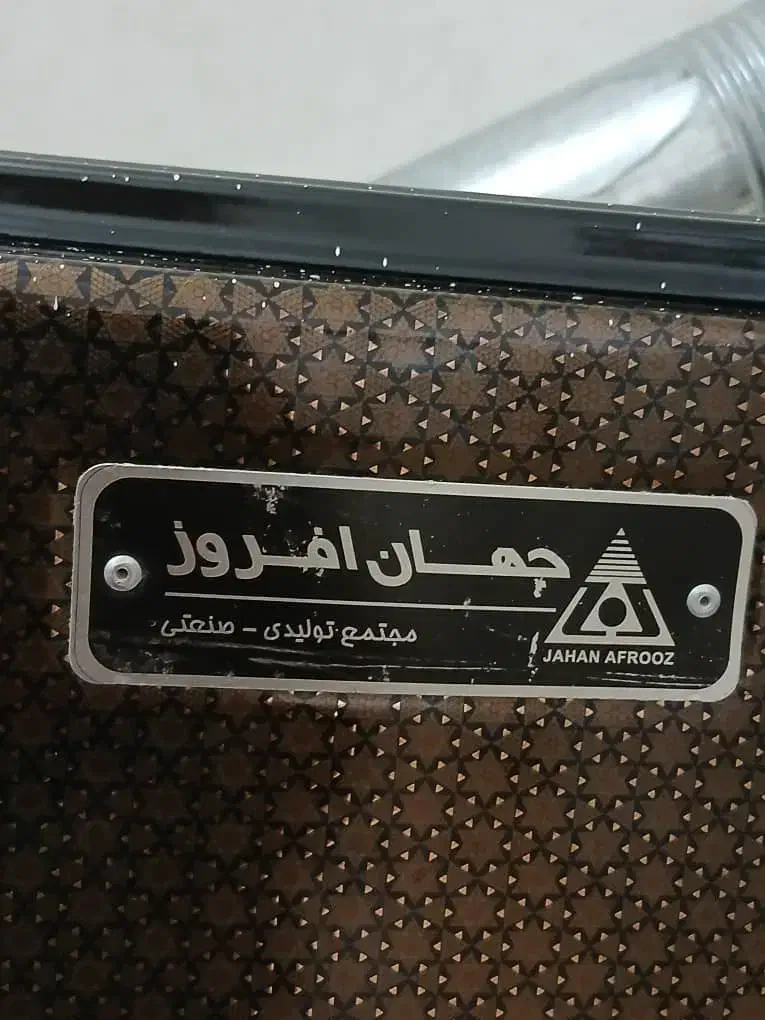 جهان افروز
مجتمع تولیدی - صنعتی
JAHAN AFROOZ